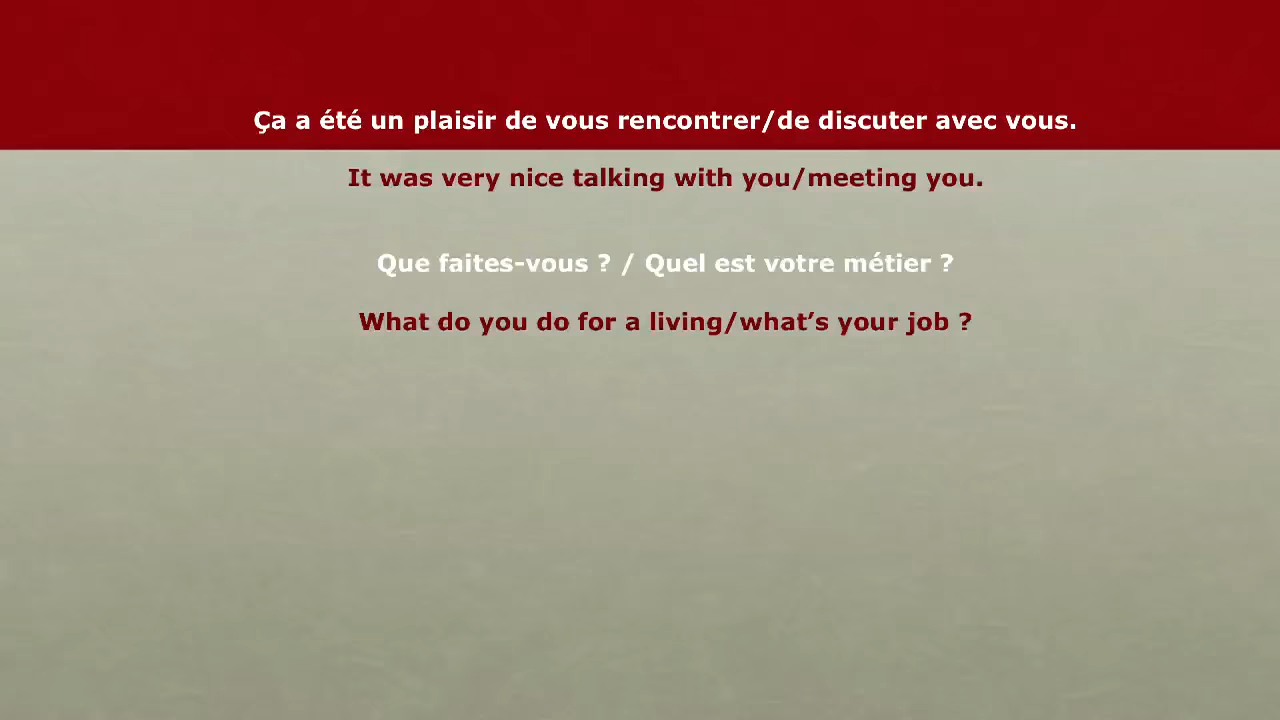 Ça a été un plaisir de vous rencontrer/de discuter avec vous.
It was very nice talking with you/meeting you.
Que faites-vous ? / Quel est votre métier ?
What do you do for a living/what’s your job ?